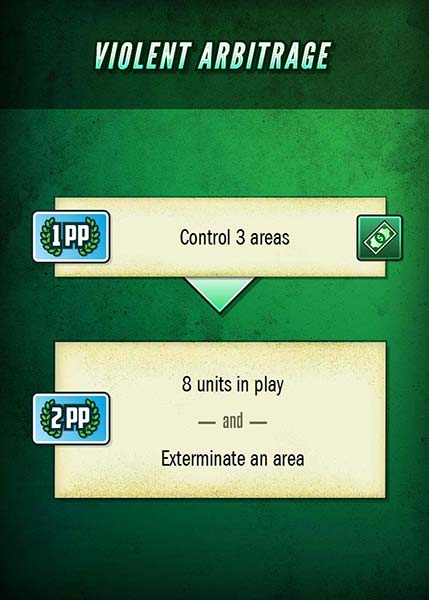 VIOLENT ARBITRAGE
1 PP
Control 3 areas
$
2 PP
8 units in play
— and —
Exterminate an area